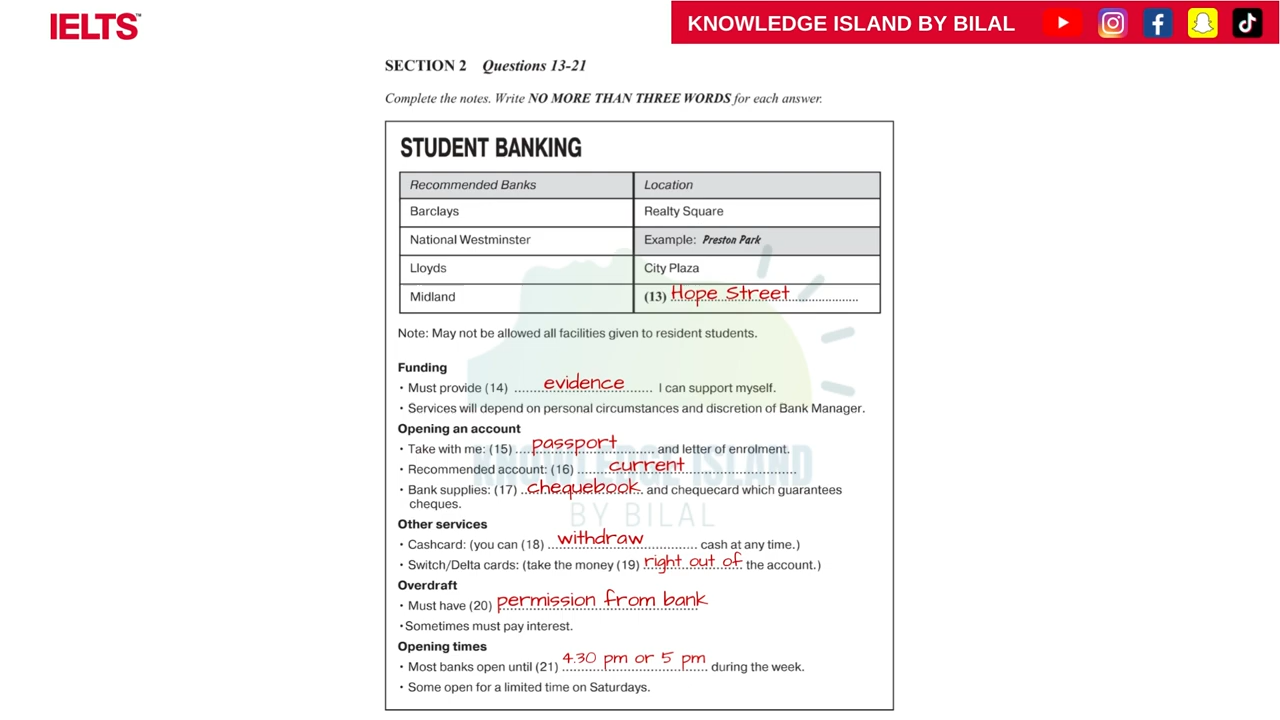 IELTS™
KNOWLEDGE ISLAND BY BILAL
SECTION 2 Questions 13-21
Complete the notes. Write NO MORE THAN THREE WORDS for each answer.
STUDENT BANKING
Recommended Banks Location
Barclays Realty Square
National Westminster Example: Preston Park
Lloyds City Plaza
Midland (13) Hope Street
Note: May not be allowed all facilities given to resident students.
Funding
• Must provide (14) evidence I can support myself.
• Services will depend on personal circumstances and discretion of Bank Manager.
Opening an account
• Take with me: (15) passport and letter of enrolment.
• Recommended account: (16) current
• Bank supplies: (17) chequebook and chequecard which guarantees
cheques.
KNOWLEDGE ISLAND
BY BILAL
Other services
• Cashcard: (you can (18) withdraw cash at any time.)
• Switch/Delta cards: (take the money (19) right out of the account.)
Overdraft
• Must have (20) permission from bank
• Sometimes must pay interest.
Opening times
• Most banks open until (21) 4.30 pm or 5 pm during the week.
• Some open for a limited time on Saturdays.